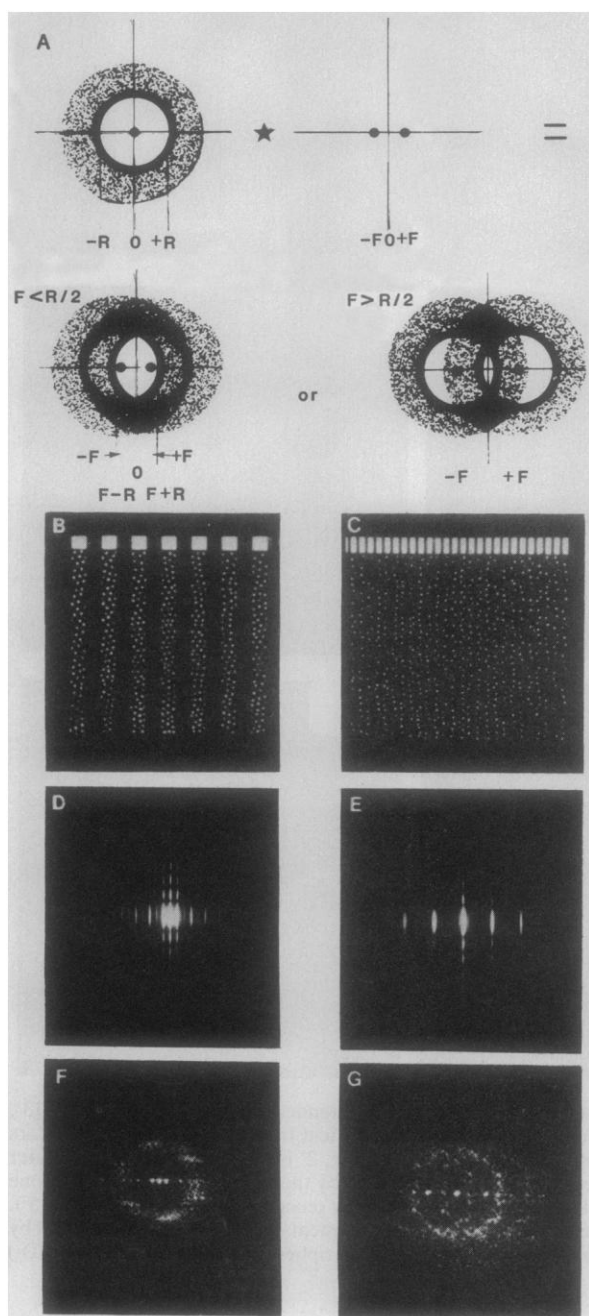 A
-R O +R
-F O +F
F < R/2
F > R/2
or
-F +F
O
F-R F+R
-F +F
B
C
D
E
F
G